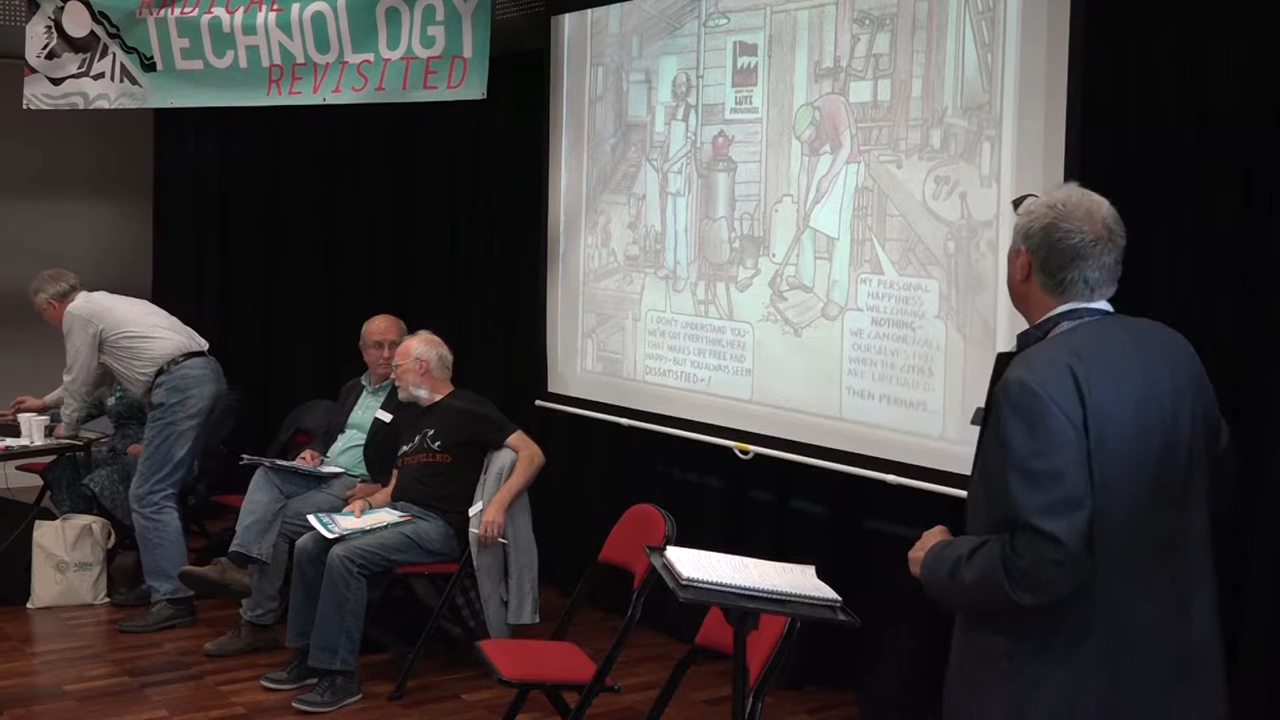 RADICAL
TECHNOLOGY
REVISITED
LUTE
I DON'T UNDERSTAND YOU-
WE'VE GOT EVERYTHING HERE
THAT MAKES LIFE FREE AND
HAPPY - BUT YOU ALWAYS SEEM
DISSATISFIED - !
MY PERSONAL
HAPPINESS
WILL CHANGE
NOTHING -
WE CAN ONLY CALL
OURSELVES FREE
WHEN THE CITIES
ARE LIBERATED.
THEN PERHAPS...